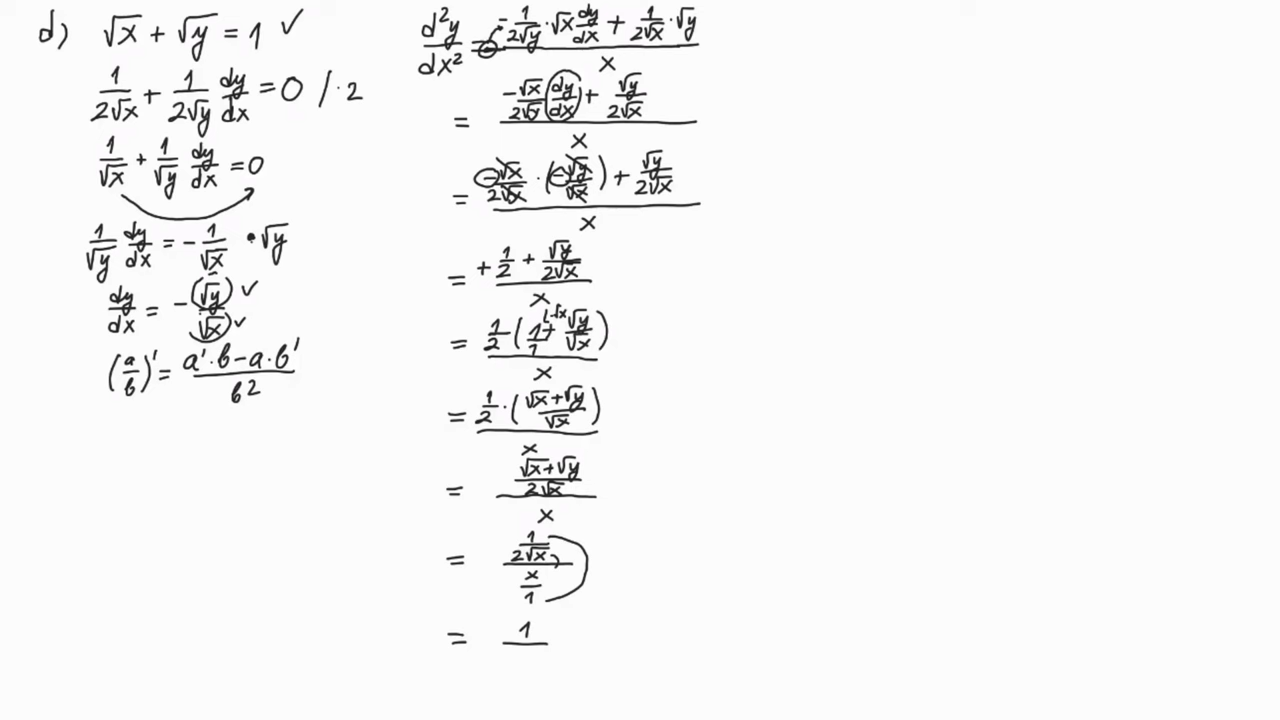 d) √x + √y = 1 ✓
1/(2√x) + 1/(2√y) dy/dx = 0 / · 2
1/√x + 1/√y dy/dx = 0
1/√y dy/dx = - 1/√x · √y
dy/dx = - √y/√x ✓ ✓
(a/b)' = (a' · b - a · b')/b²
d²y/dx² = (- 1/(2√y) · √x dy/dx + 1/(2√x) · √y)/x
= (-√x/(2√y) dy/dx + √y/(2√x))/x
= (- √x/(2√x) · (- √y/√x) + √y/(2√x))/x
= (+ 1/2 + √y/(2√x))/x
= (1/2 · (1/1 + √y/√x))/x
= (1/2 · ((√x + √y)/√x))/x
= ((√x + √y)/(2√x))/x
= (1/(2√x))/(x/1)
= 1